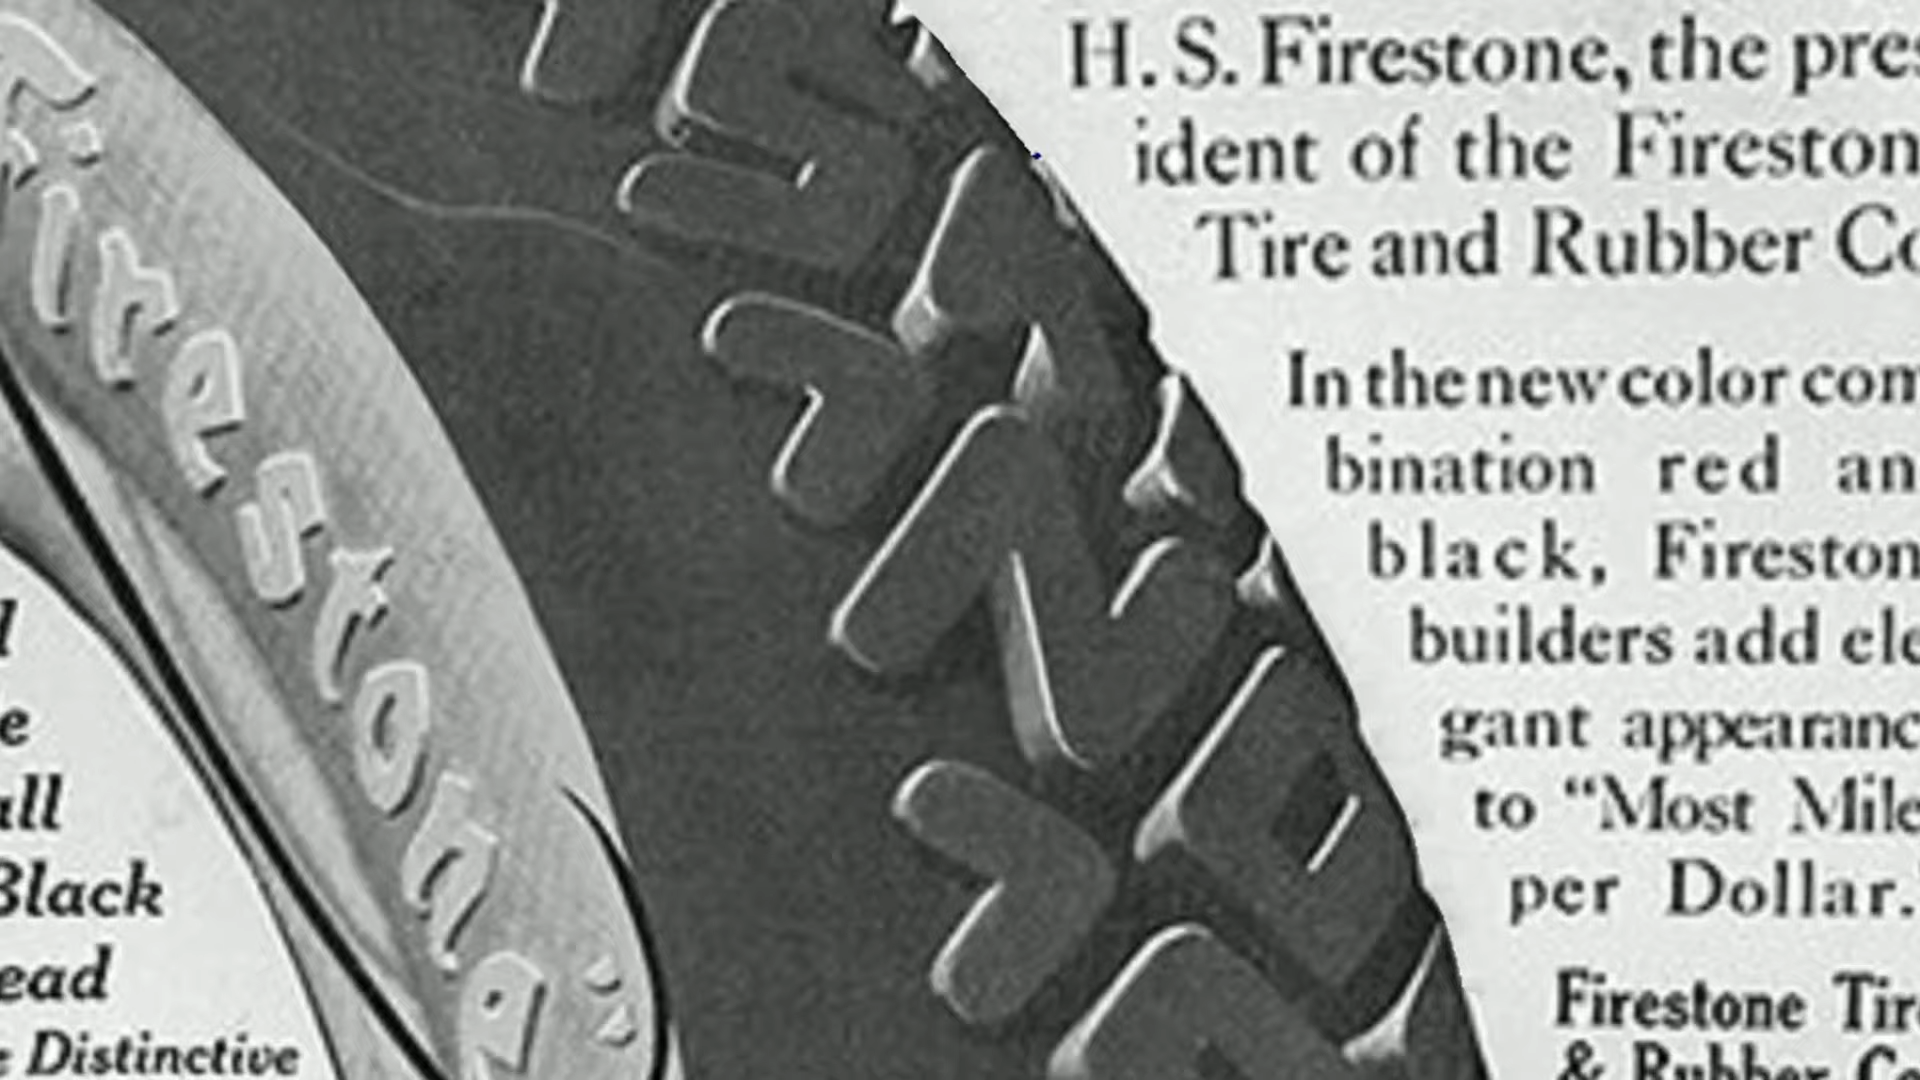 Firestone
H. S. Firestone, the pres
ident of the Fireston
Tire and Rubber Co
In the new color com
bination red an
black, Fireston
builders add ele
gant appearanc
to "Most Mile
per Dollar."
Firestone Tire
& Rubber Co
l
e
all
Black
ead
e Distinctive